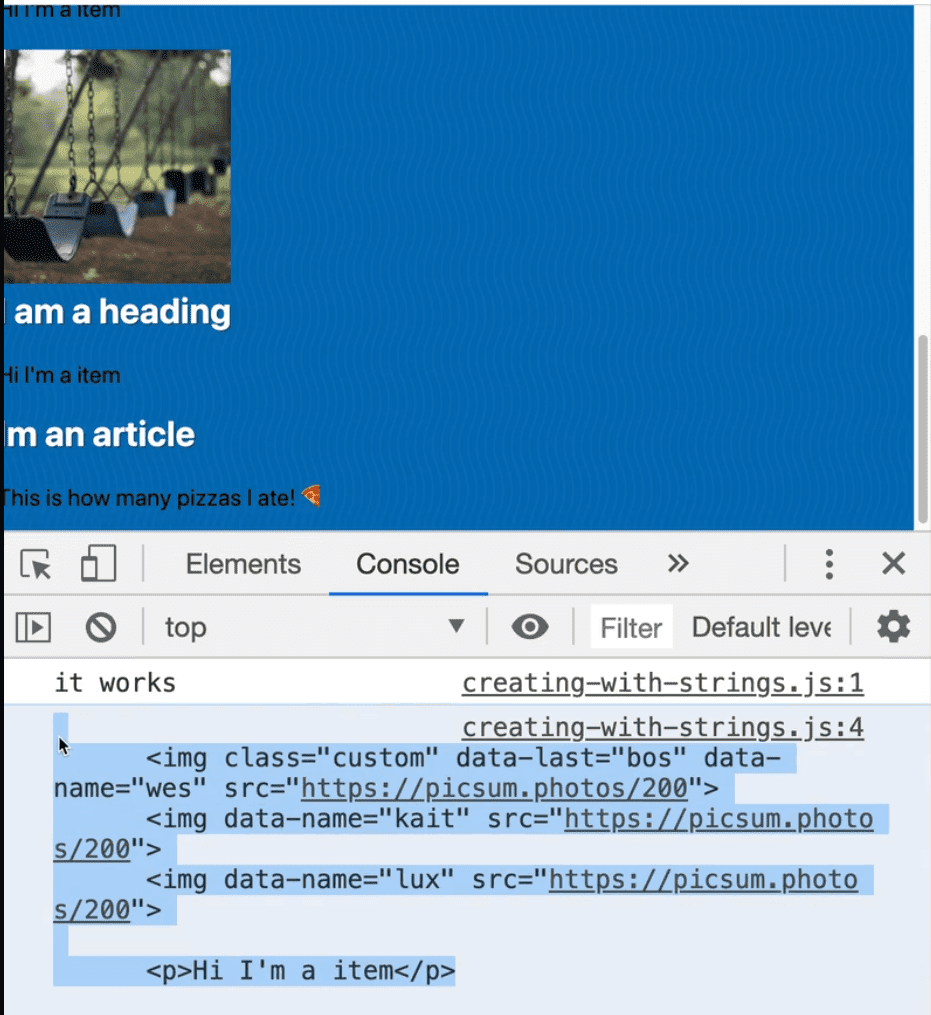 Hi I'm a item
I am a heading
Hi I'm a item
Im an article
This is how many pizzas I ate! 🍕
Elements Console Sources »
top ▼ Filter Default leve
it works creating-with-strings.js:1
creating-with-strings.js:4
<img class="custom" data-last="bos" data-
name="wes" src="https://picsum.photos/200">
<img data-name="kait" src="https://picsum.photo
s/200">
<img data-name="lux" src="https://picsum.photo
s/200">
<p>Hi I'm a item</p>